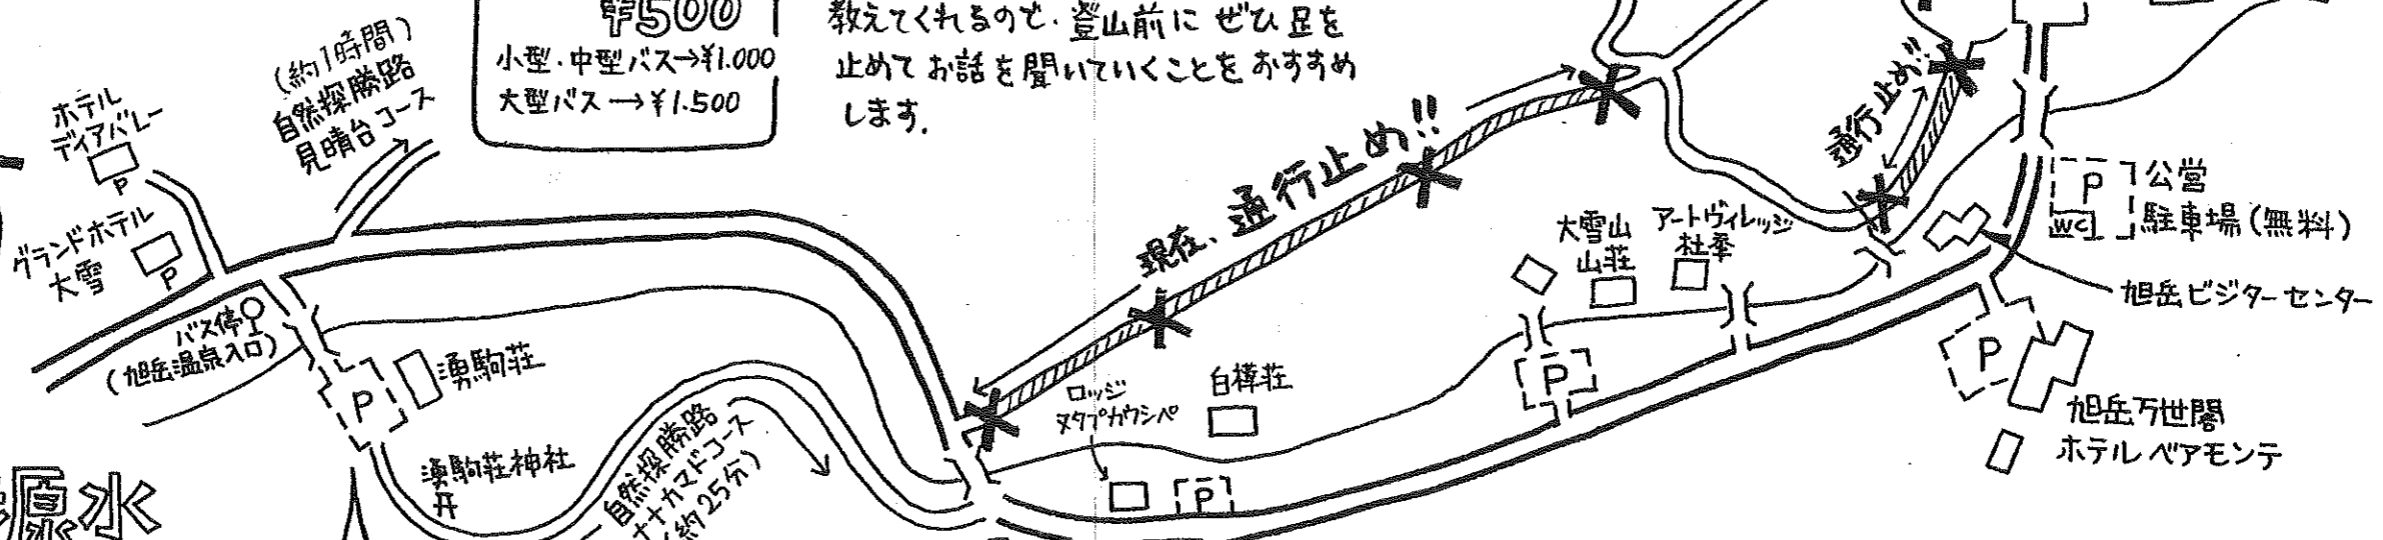 ¥500
小型・中型バス→¥1.000
大型バス→¥1.500
教えてくれるので、登山前に ぜひ 足を
止めて お話を聞いていくことを おすすめ
します。
(約1時間)
自然探勝路
見晴台コース
ホテル
ディアバレー
P
グランドホテル
大雪
P
バス停
(旭岳温泉入口)
P
湧駒荘
湧駒荘神社
源水
自然探勝路
ナナカマドコース
(約25分)
現在、通行止め!!
通行止め!!
ロッジ
ヌタプカウシペ
P
白樺荘
大雪山
山荘
アートヴィレッジ
杜季
P
P
WC
公営
駐車場(無料)
旭岳ビジターセンター
P
旭岳万世閣
ホテルベアモンテ